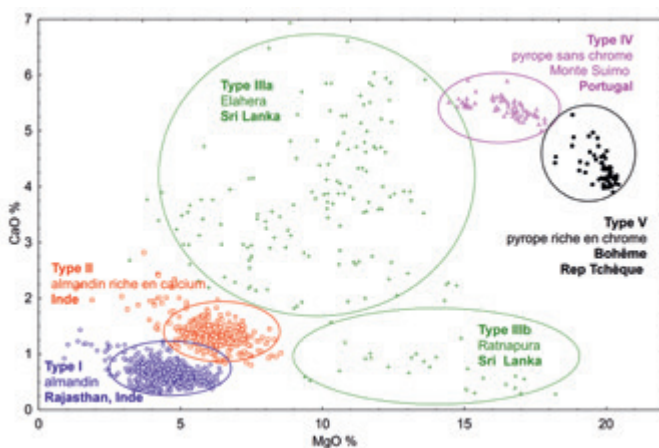 7
6
5
4
3
2
1
0
CaO %
0
5
10
15
20
MgO %
Type IIIa
Elahera
Sri Lanka
Type IV
pyrope sans chrome
Monte Suimo
Portugal
Type V
pyrope riche en chrome
Bohême
Rep Tchèque
Type II
almandin riche en calcium
Inde
Type IIIb
Ratnapura
Sri Lanka
Type I
almandin
Rajasthan, Inde